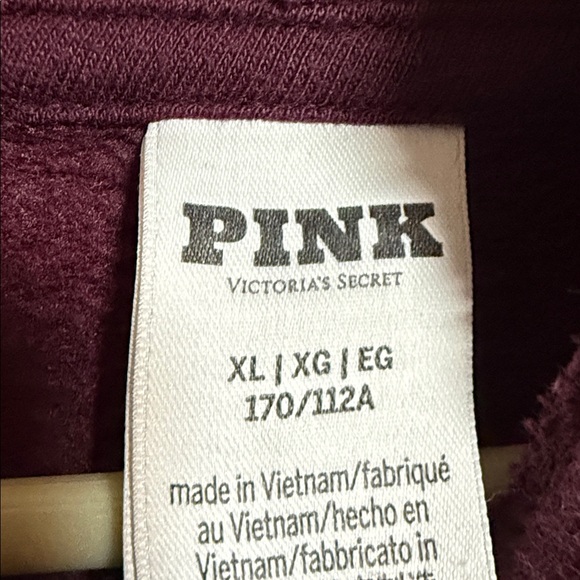 PINK
VICTORIA'S SECRET
XL | XG | EG
170/112A
made in Vietnam/fabriqué
au Vietnam/hecho en
Vietnam/fabbricato in